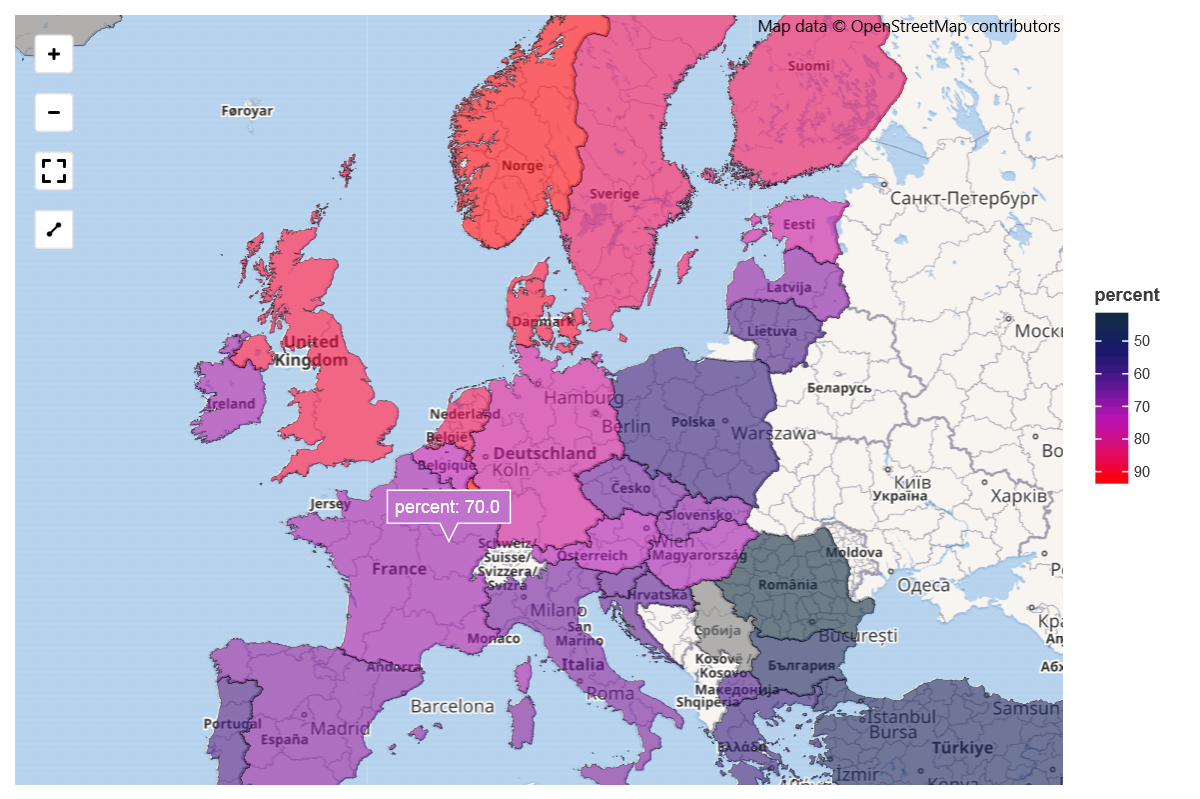 Map data © OpenStreetMap contributors
+
−
Føroyar
Suomi
Norge
Sverige
Санкт-Петербург
Eesti
Latvija
Lietuva
Danmark
United
Kingdom
Ireland
Моск
Беларусь
Hamburg
Nederland
België
Belgique
Berlin
Polska
Warszawa
Deutschland
Köln
Во
Česko
Київ
Україна
Харків
Jersey
percent: 70.0
Slovensko
Wien
Schweiz/
Suisse/
Svizzera/
Svizra
Österreich
Magyarország
Moldova
France
România
Одеса
Hrvatska
Milano
San
Marino
Србија
București
Monaco
Andorra
Italia
Kosovë /
Kosovo
България
Македонија
Shqipëria
Roma
Barcelona
Portugal
Madrid
España
Ελλάδα
İstanbul
Bursa
Samsun
Türkiye
İzmir
Konya
percent
50
60
70
80
90